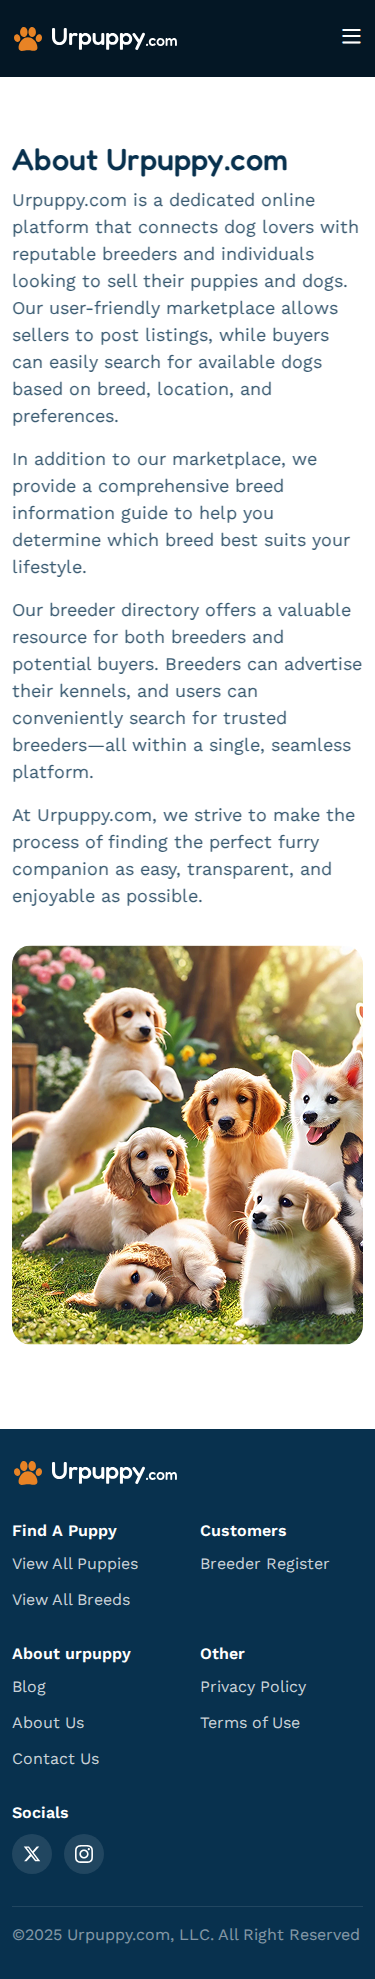 Urpuppy.com
About Urpuppy.com
Urpuppy.com is a dedicated online
platform that connects dog lovers with
reputable breeders and individuals
looking to sell their puppies and dogs.
Our user-friendly marketplace allows
sellers to post listings, while buyers
can easily search for available dogs
based on breed, location, and
preferences.
In addition to our marketplace, we
provide a comprehensive breed
information guide to help you
determine which breed best suits your
lifestyle.
Our breeder directory offers a valuable
resource for both breeders and
potential buyers. Breeders can advertise
their kennels, and users can
conveniently search for trusted
breeders—all within a single, seamless
platform.
At Urpuppy.com, we strive to make the
process of finding the perfect furry
companion as easy, transparent, and
enjoyable as possible.
Urpuppy.com
Find A Puppy
View All Puppies
View All Breeds
Customers
Breeder Register
About urpuppy
Blog
About Us
Contact Us
Other
Privacy Policy
Terms of Use
Socials
©2025 Urpuppy.com, LLC. All Right Reserved